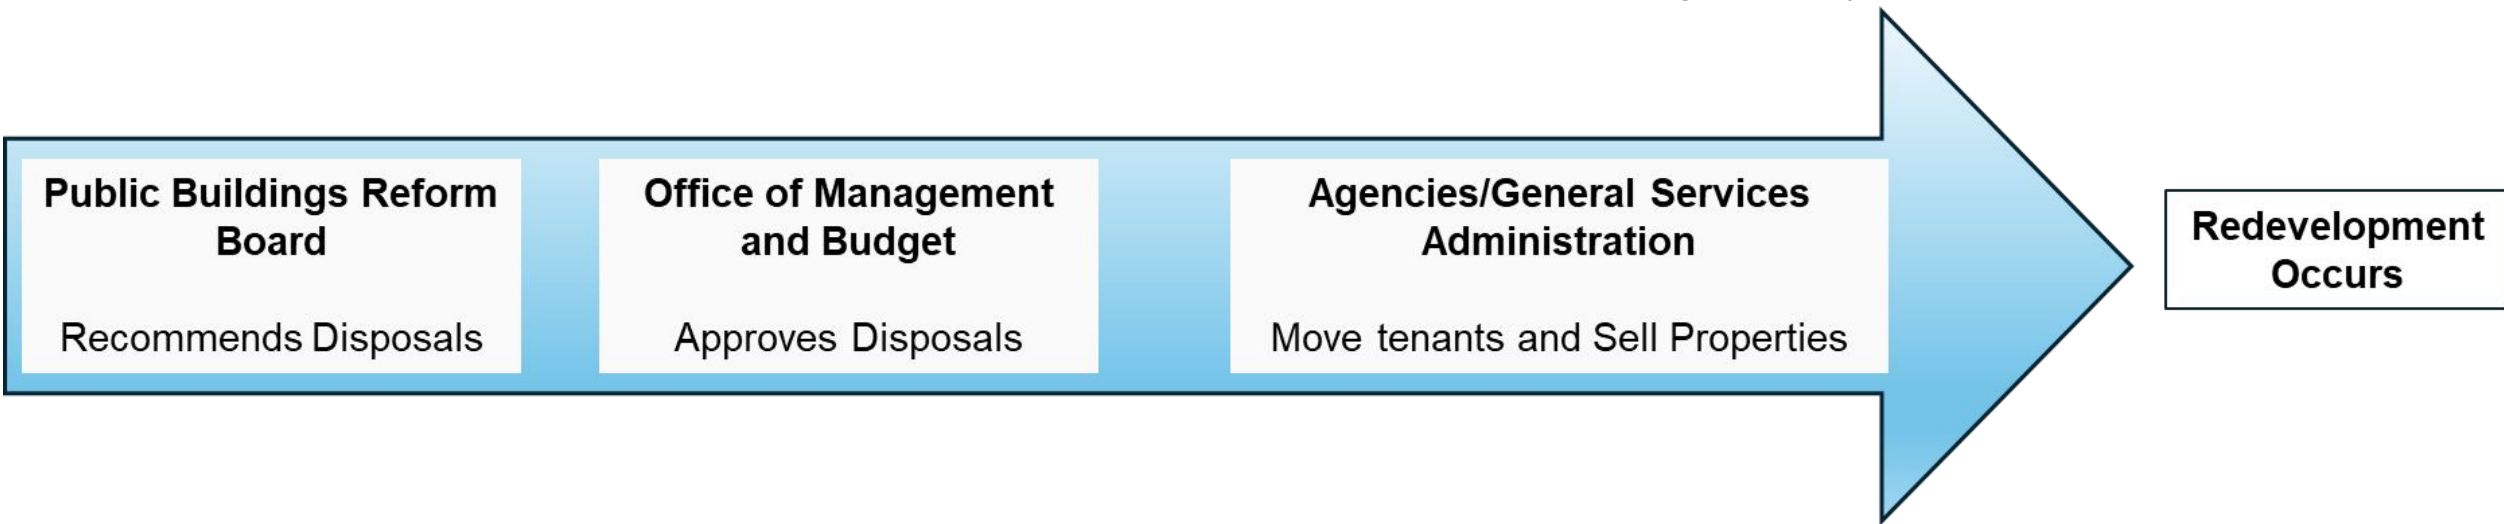 Public Buildings Reform
Board
Recommends Disposals
Office of Management
and Budget
Approves Disposals
Agencies/General Services
Administration
Move tenants and Sell Properties
Redevelopment
Occurs